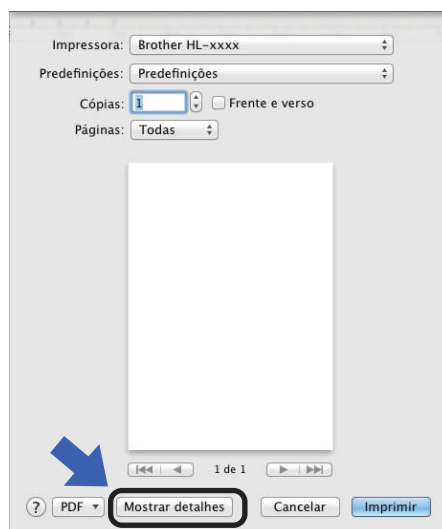 Impressora: Brother HL-xxxx
Predefinições: Predefinições
Cópias: 1 Frente e verso
Páginas: Todas
1 de 1
? PDF Mostrar detalhes Cancelar Imprimir